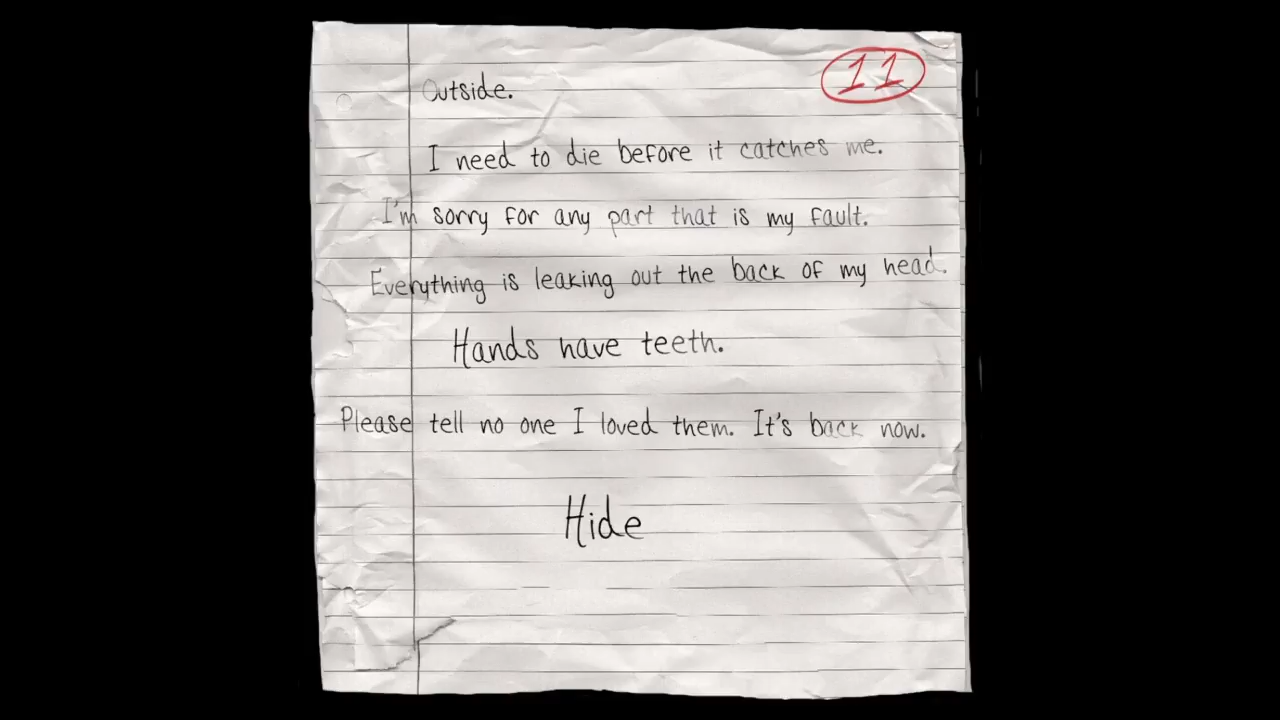 11
Outside.
I need to die before it catches me.
I'm sorry for any part that is my fault.
Everything is leaking out the back of my head.
Hands have teeth.
Please tell no one I loved them. It's back now.
Hide